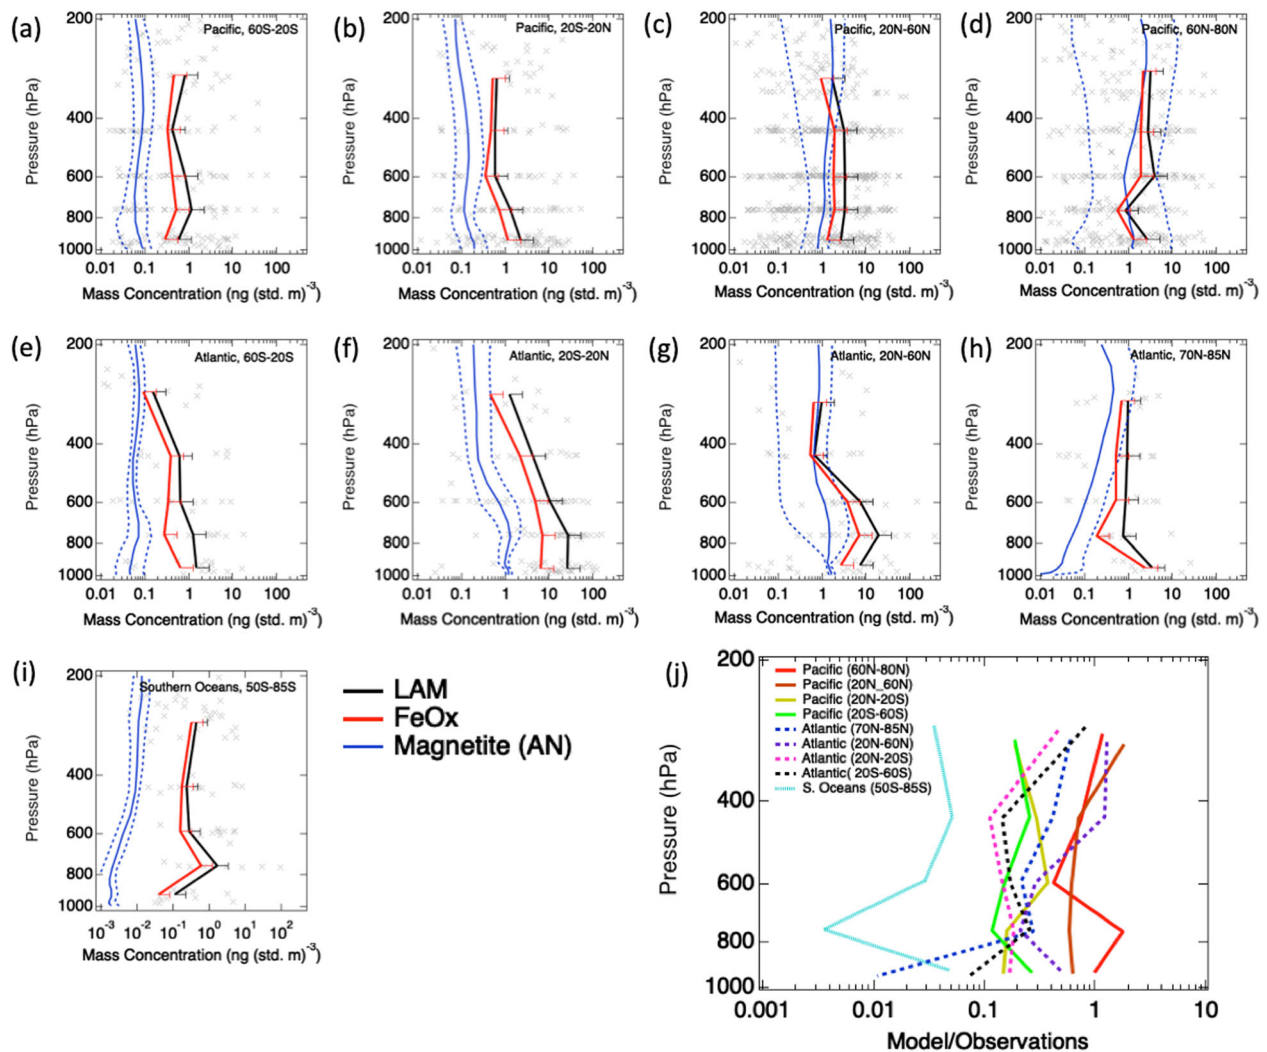 (a)
Pacific, 60S-20S
200
400
600
800
1000
Pressure (hPa)
0.01 0.1 1 10 100
Mass Concentration (ng (std. m)-3
(b)
Pacific, 20S-20N
200
400
600
800
1000
Pressure (hPa)
0.01 0.1 1 10 100
Mass Concentration (ng (std. m)-3
(c)
Pacific, 20N-60N
200
400
600
800
1000
Pressure (hPa)
0.01 0.1 1 10 100
Mass Concentration (ng (std. m)-3
(d)
Pacific, 60N-80N
200
400
600
800
1000
Pressure (hPa)
0.01 0.1 1 10 100
Mass Concentration (ng (std. m)-3
(e)
Atlantic, 60S-20S
200
400
600
800
1000
Pressure (hPa)
0.01 0.1 1 10 100
Mass Concentration (ng (std. m)-3
(f)
Atlantic, 20S-20N
200
400
600
800
1000
Pressure (hPa)
0.01 0.1 1 10 100
Mass Concentration (ng (std. m)-3
(g)
Atlantic, 20N-60N
200
400
600
800
1000
Pressure (hPa)
0.01 0.1 1 10 100
Mass Concentration (ng (std. m)-3
(h)
Atlantic, 70N-85N
200
400
600
800
1000
Pressure (hPa)
0.01 0.1 1 10 100
Mass Concentration (ng (std. m)-3
(i)
Southern Oceans, 50S-85S
200
400
600
800
1000
Pressure (hPa)
10-3 10-2 10-1 100 101 102
Mass Concentration (ng (std. m)-3
LAM
FeOx
Magnetite (AN)
(j)
Pacific (60N-80N)
Pacific (20N_60N)
Pacific (20N-20S)
Pacific (20S-60S)
Atlantic (70N-85N)
Atlantic (20N-60N)
Atlantic (20N-20S)
Atlantic( 20S-60S)
S. Oceans (50S-85S)
200
400
600
800
1000
Pressure (hPa)
0.001 0.01 0.1 1 10
Model/Observations